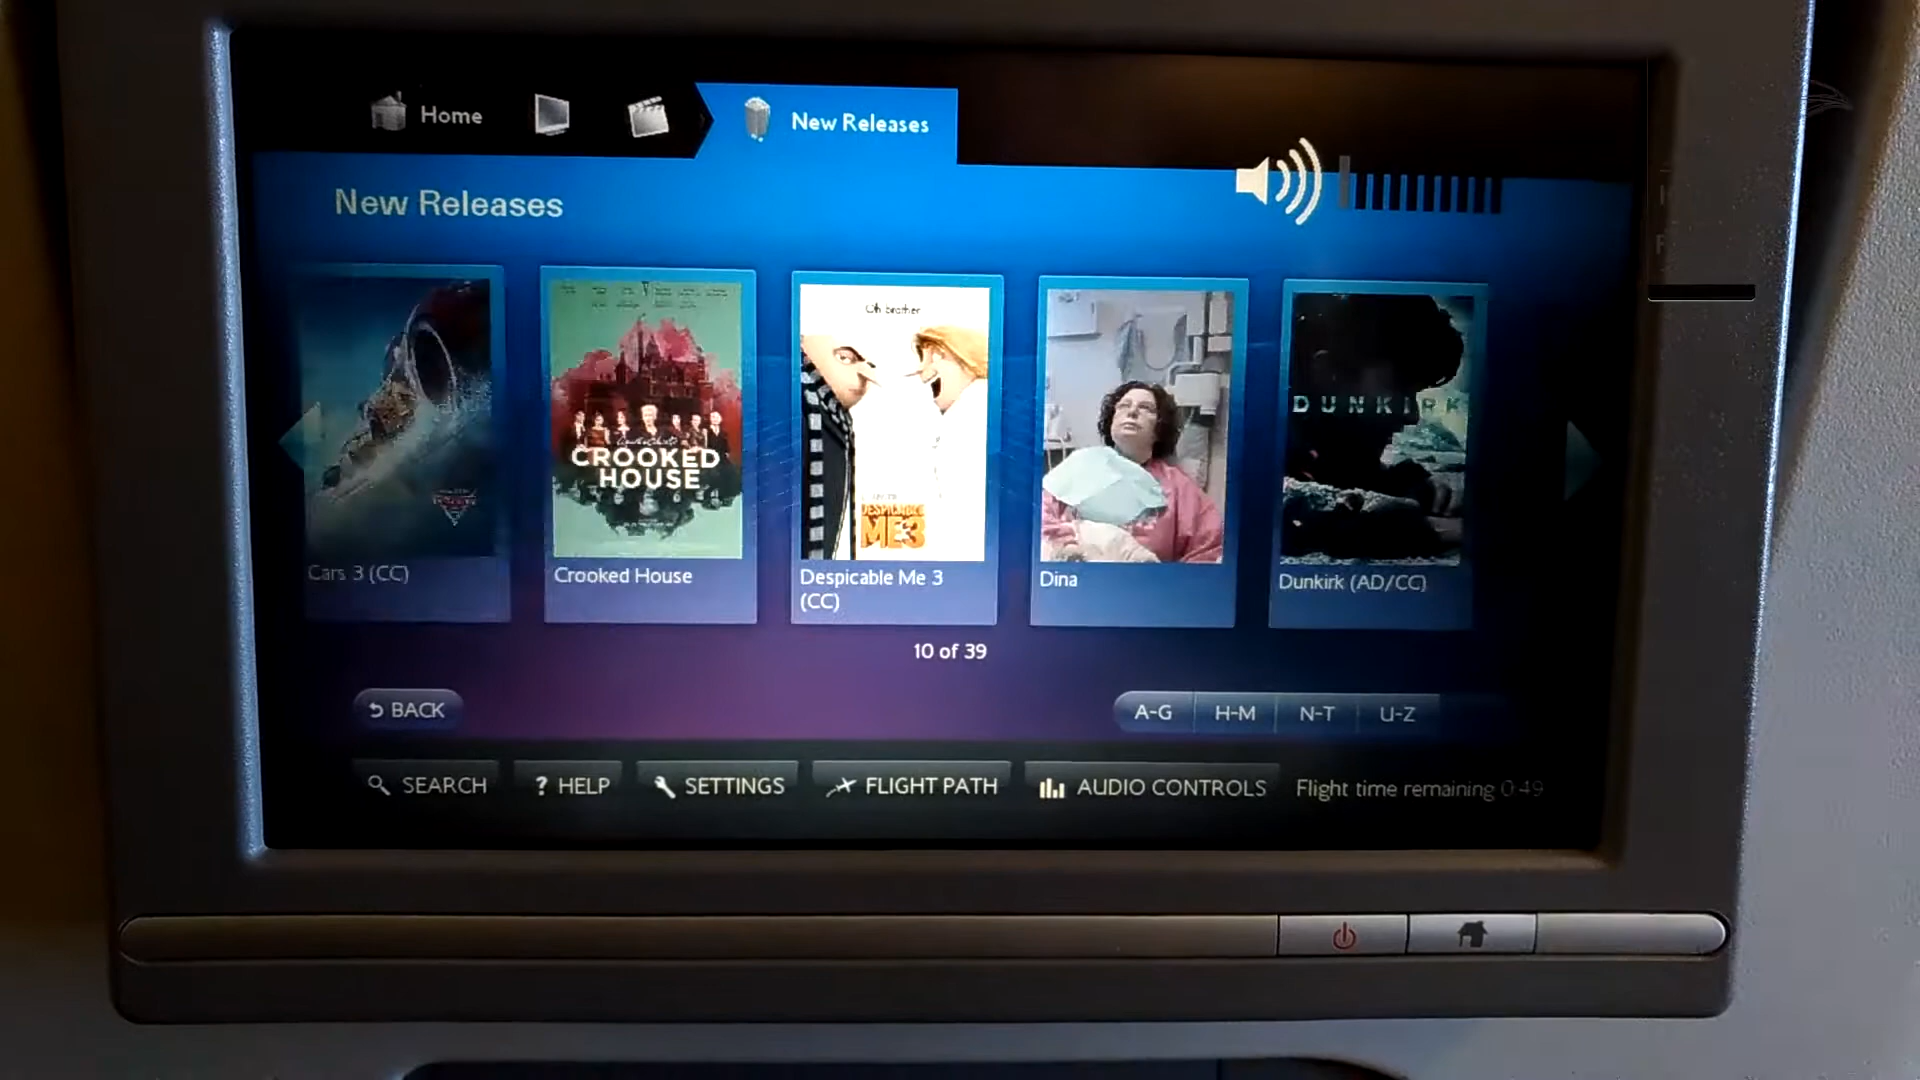 Home
New Releases
New Releases
Oh brother
DUNKIRK
CROOKED
HOUSE
DESPICABLE
ME3
Cars 3 (CC)
Crooked House
Despicable Me 3
(CC)
Dina
Dunkirk (AD/CC)
10 of 39
BACK
A-G
H-M
N-T
U-Z
SEARCH
? HELP
SETTINGS
FLIGHT PATH
AUDIO CONTROLS
Flight time remaining 0:49